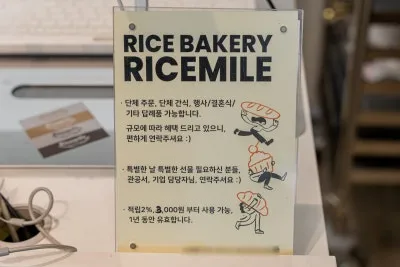 RICE BAKERY
RICEMILE
· 단체 주문, 단체 간식, 행사/결혼식/
기타 답례품 가능합니다.
규모에 따라 혜택 드리고 있으니,
편하게 연락주셔요 :)
· 특별한 날 특별한 선물 필요하신 분들,
관공서, 기업 담당자님, 연락주셔요 :)
· 적립2%, 3,000원 부터 사용 가능,
1년 동안 유효합니다.